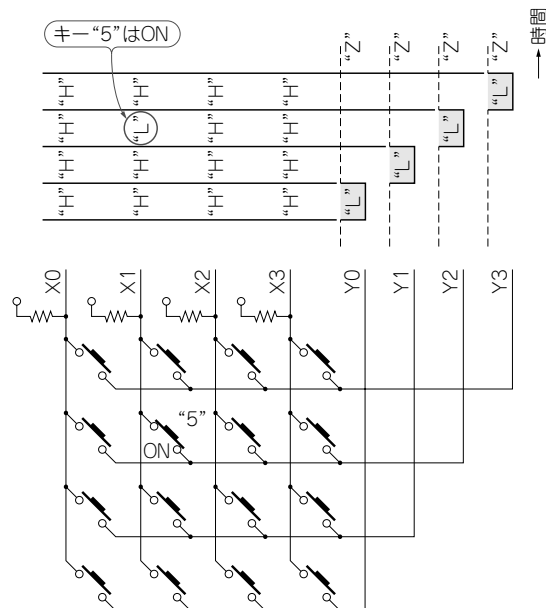 キー“5”はON
“Z” “Z” “Z” “Z”
時間
“H” “H” “H” “H” “L”
“H” “L” “H” “H” “L”
“H” “H” “H” “H” “L”
“H” “H” “H” “H” “L”
X0 X1 X2 X3 Y0 Y1 Y2 Y3
“5”
ON